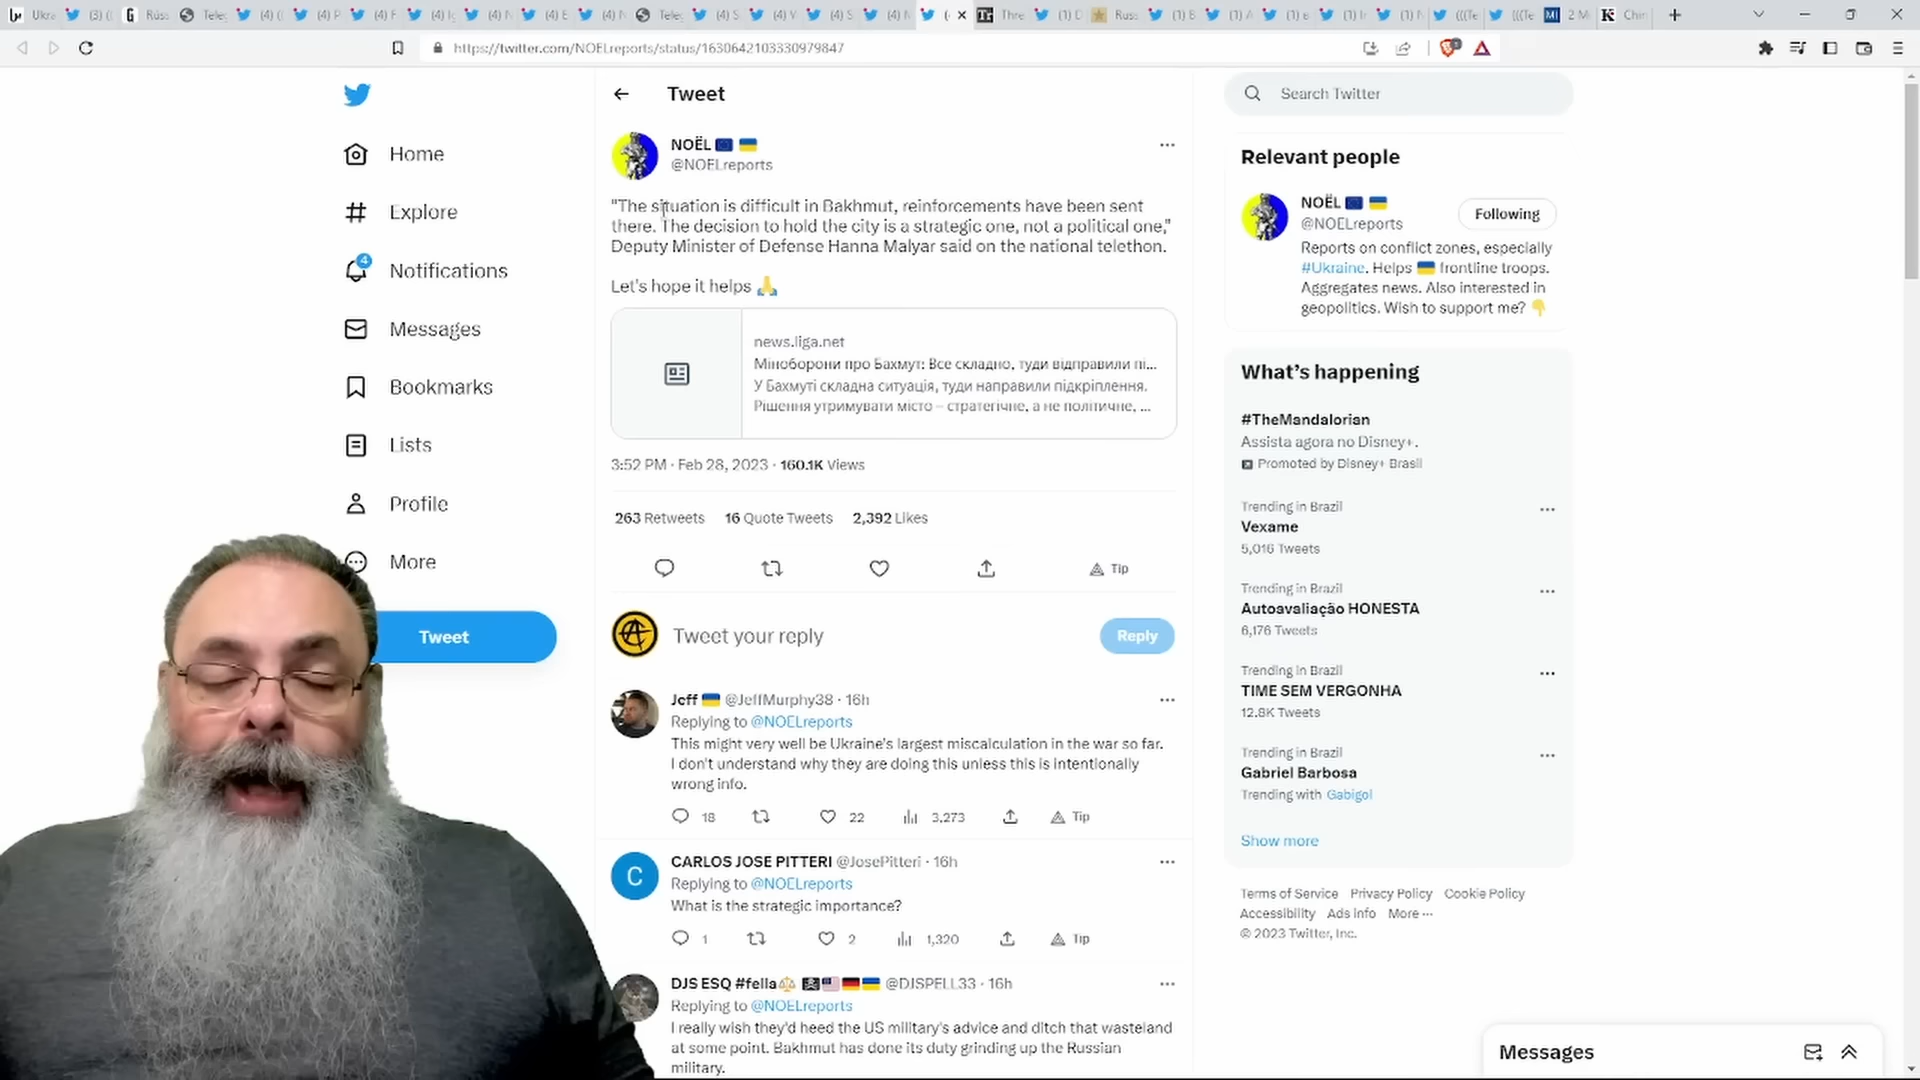 https://twitter.com/NOELreports/status/1630642103330979847
Home
Explore
4
Notifications
Messages
Bookmarks
Lists
Profile
More
Tweet
Tweet
NOËL
@NOELreports
"The situation is difficult in Bakhmut, reinforcements have been sent
there. The decision to hold the city is a strategic one, not a political one,"
Deputy Minister of Defense Hanna Malyar said on the national telethon.
Let's hope it helps
news.liga.net
Міноборони про Бахмут: Все складно, туди відправили пі...
У Бахмуті складна ситуація, туди направили підкріплення.
Рішення утримувати місто – стратегічне, а не політичне, ...
3:52 PM · Feb 28, 2023 · 160.1K Views
263 Retweets 16 Quote Tweets 2,392 Likes
Tip
Tweet your reply
Reply
Jeff @JeffMurphy38 · 16h
Replying to @NOELreports
This might very well be Ukraine's largest miscalculation in the war so far.
I don't understand why they are doing this unless this is intentionally
wrong info.
18 22 3,273 Tip
CARLOS JOSE PITTERI @JosePitteri · 16h
Replying to @NOELreports
What is the strategic importance?
1 2 1,320 Tip
DJS ESQ #fella @DJSPELL33 · 16h
Replying to @NOELreports
I really wish they'd heed the US military's advice and ditch that wasteland
at some point. Bakhmut has done its duty grinding up the Russian
military.
Search Twitter
Relevant people
NOËL
@NOELreports
Following
Reports on conflict zones, especially
#Ukraine. Helps frontline troops.
Aggregates news. Also interested in
geopolitics. Wish to support me?
What's happening
#TheMandalorian
Assista agora no Disney+.
Promoted by Disney+ Brasil
Trending in Brazil
Vexame
5,016 Tweets
Trending in Brazil
Autoavaliação HONESTA
6,176 Tweets
Trending in Brazil
TIME SEM VERGONHA
12.8K Tweets
Trending in Brazil
Gabriel Barbosa
Trending with Gabigol
Show more
Terms of Service Privacy Policy Cookie Policy
Accessibility Ads info More ···
© 2023 Twitter, Inc.
Messages